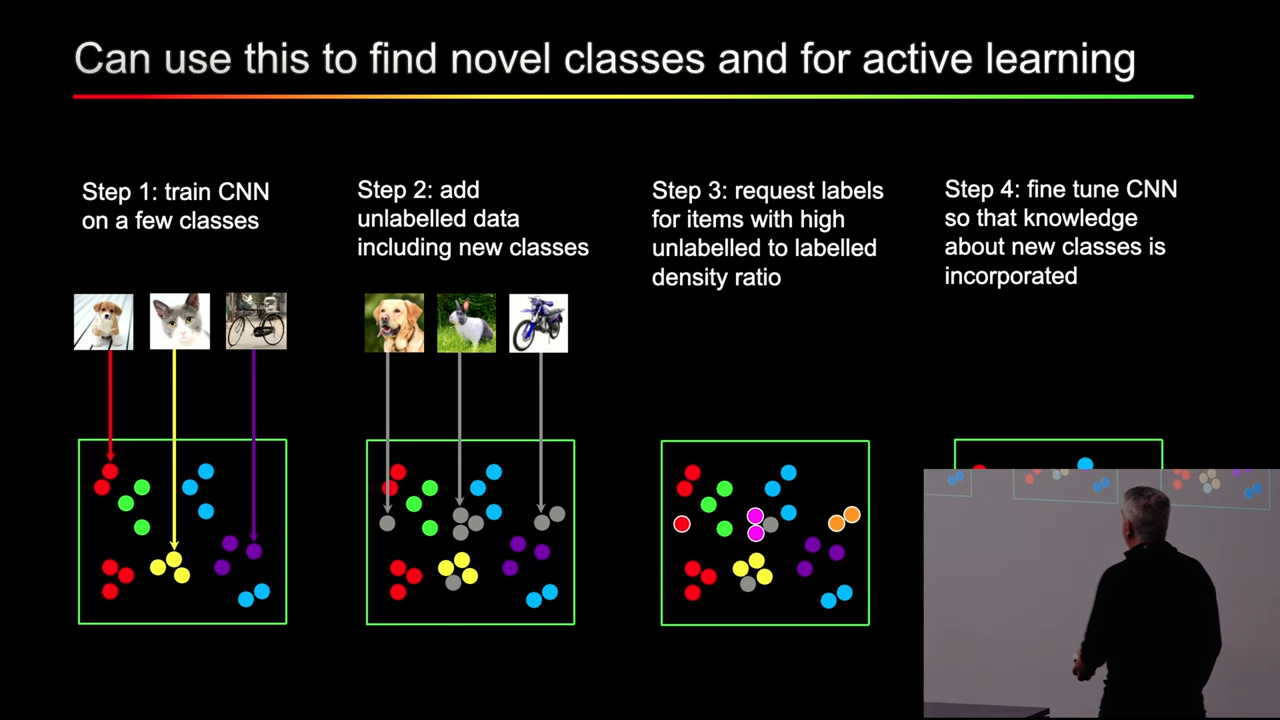 Can use this to find novel classes and for active learning
Step 1: train CNN
on a few classes
Step 2: add
unlabelled data
including new classes
Step 3: request labels
for items with high
unlabelled to labelled
density ratio
Step 4: fine tune CNN
so that knowledge
about new classes is
incorporated